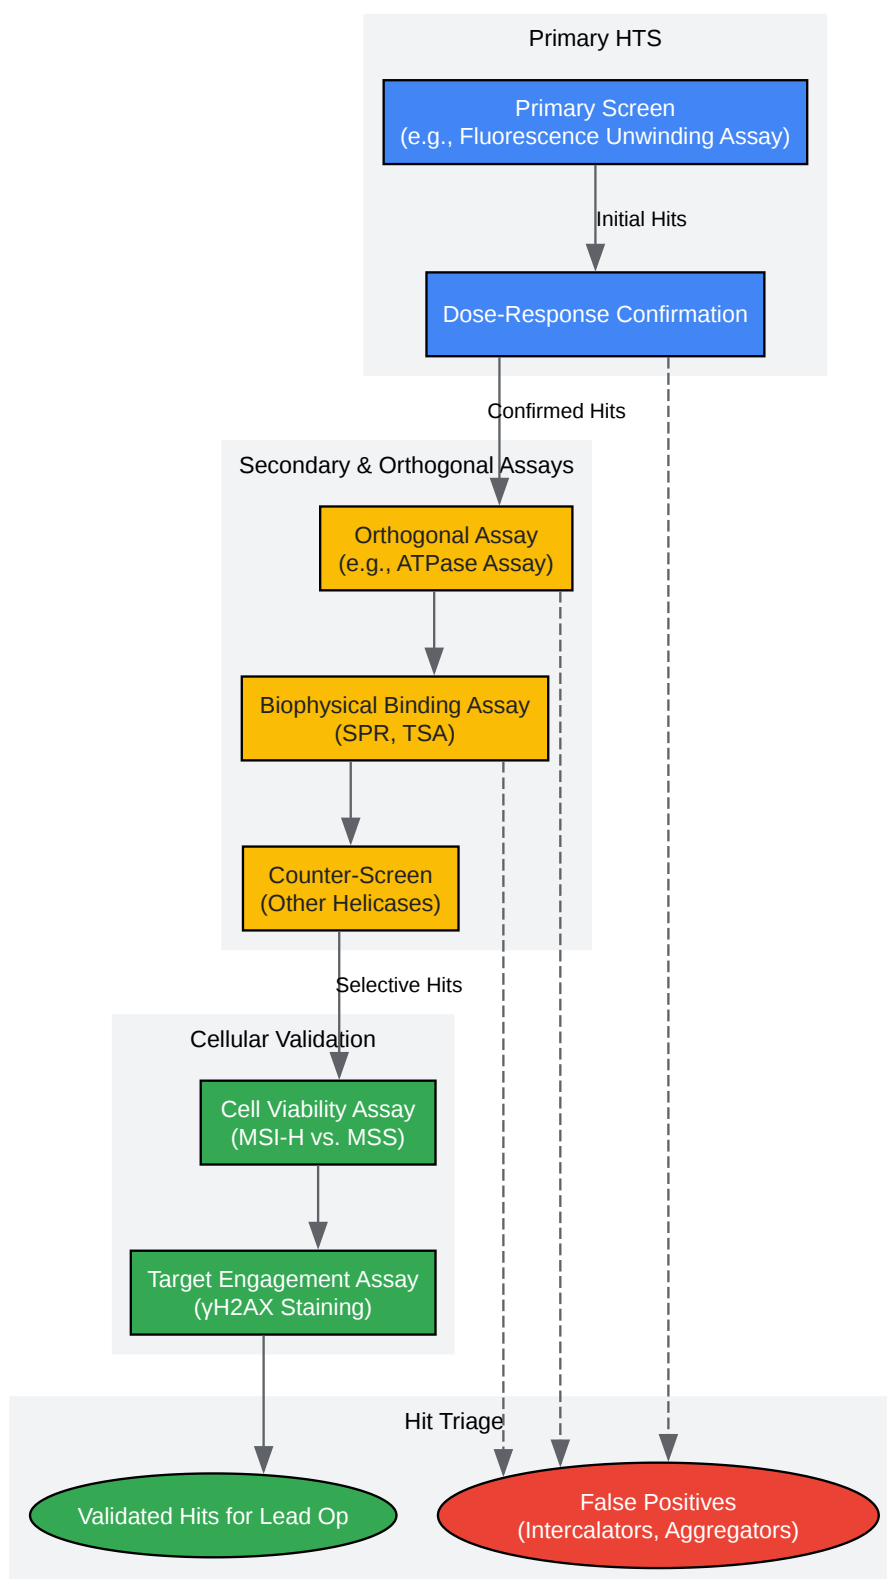 Primary HTS
Primary Screen
(e.g., Fluorescence Unwinding Assay)
Initial Hits
Dose-Response Confirmation
Confirmed Hits
Secondary & Orthogonal Assays
Orthogonal Assay
(e.g., ATPase Assay)
Biophysical Binding Assay
(SPR, TSA)
Counter-Screen
(Other Helicases)
Selective Hits
Cellular Validation
Cell Viability Assay
(MSI-H vs. MSS)
Target Engagement Assay
(γH2AX Staining)
Hit Triage
Validated Hits for Lead Op
False Positives
(Intercalators, Aggregators)